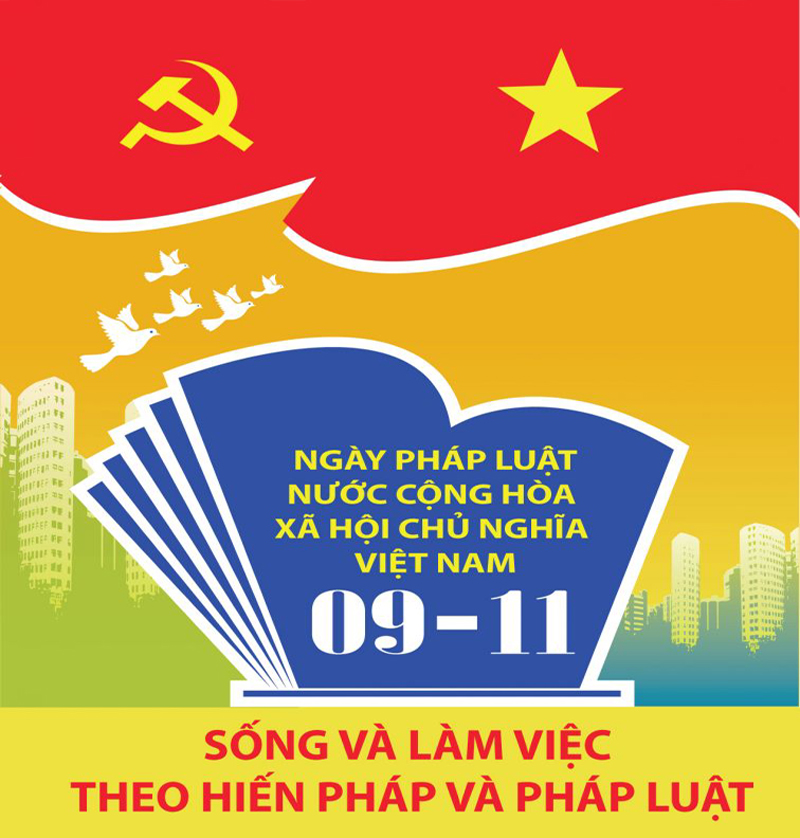 NGÀY PHÁP LUẬT
NƯỚC CỘNG HÒA
XÃ HỘI CHỦ NGHĨA
VIỆT NAM
09-11
SỐNG VÀ LÀM VIỆC
THEO HIẾN PHÁP VÀ PHÁP LUẬT